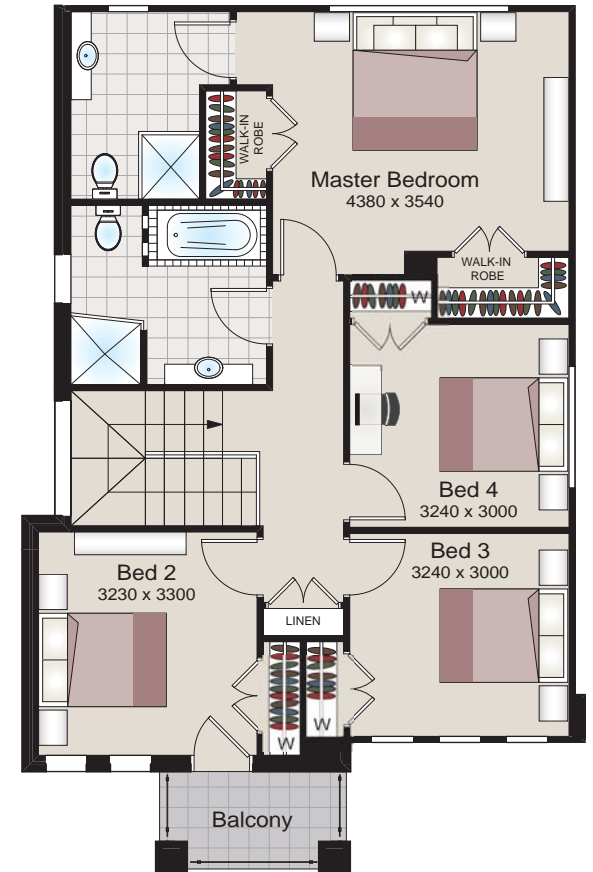 WALK-IN
ROBE
Master Bedroom
4380 x 3540
WALK-IN
ROBE
W
Bed 4
3240 x 3000
Bed 3
3240 x 3000
Bed 2
3230 x 3300
LINEN
W
W
Balcony